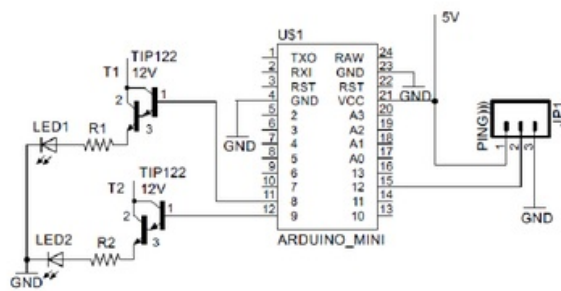 5V
US1
TIP122
12V
T1
2
1
3
LED1
R1
TIP122
12V
T2
2
1
3
LED2
R2
GND
GND
1 TXO RAW 24
2 RXI GND 23
3 RST RST 22
4 GND VCC 21
5 2 A3 20
6 3 A2 19
7 4 A1 18
8 5 A0 17
9 6 13 16
10 7 12 15
11 8 11 14
12 9 10 13
ARDUINO_MINI
GND
PING)))
JP1
1 2 3
GND